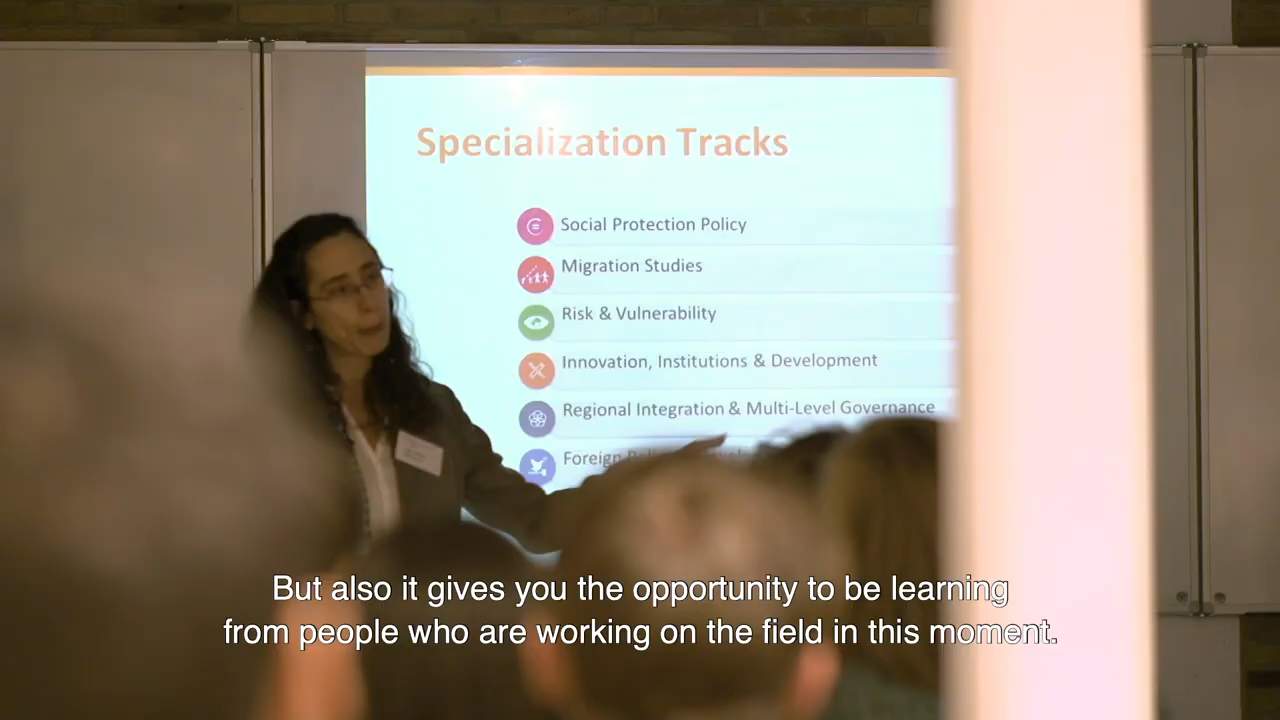 Specialization Tracks
Social Protection Policy
Migration Studies
Risk & Vulnerability
Innovation, Institutions & Development
Regional Integration & Multi-Level Governance
Foreign
But also it gives you the opportunity to be learning
from people who are working on the field in this moment.